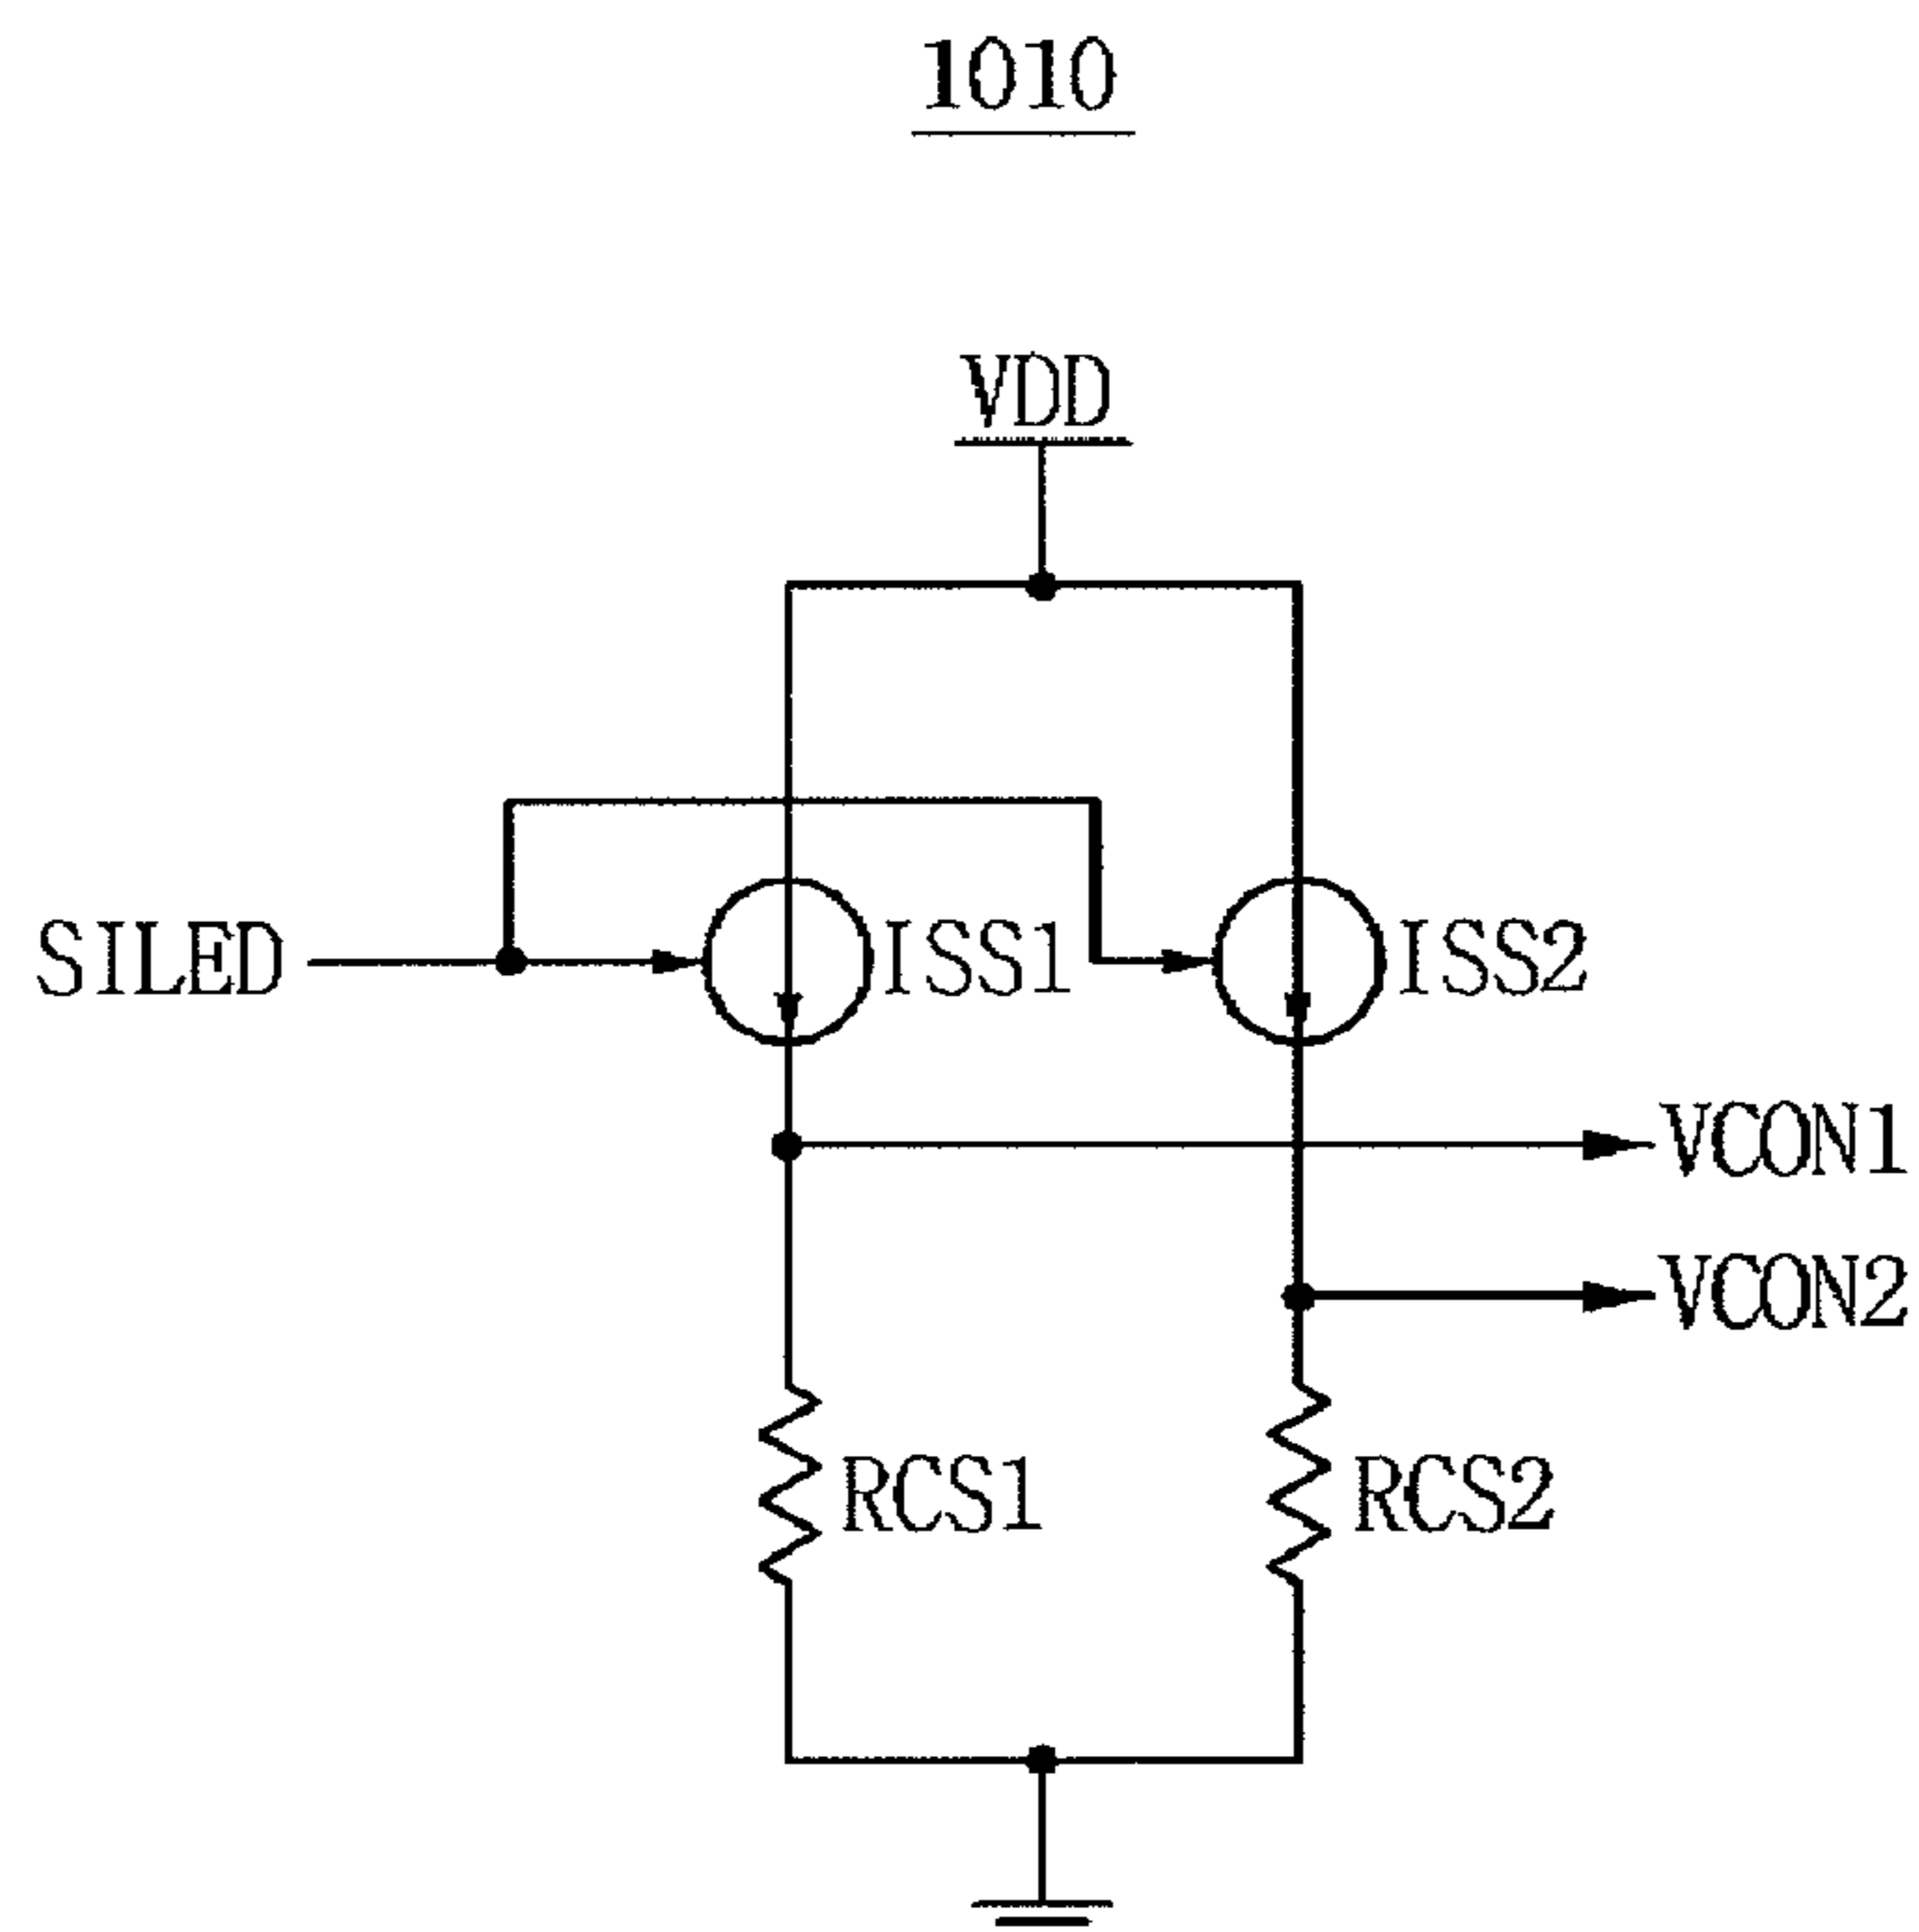 1010
VDD
SILED
ISS1
ISS2
VCON1
VCON2
RCS1
RCS2